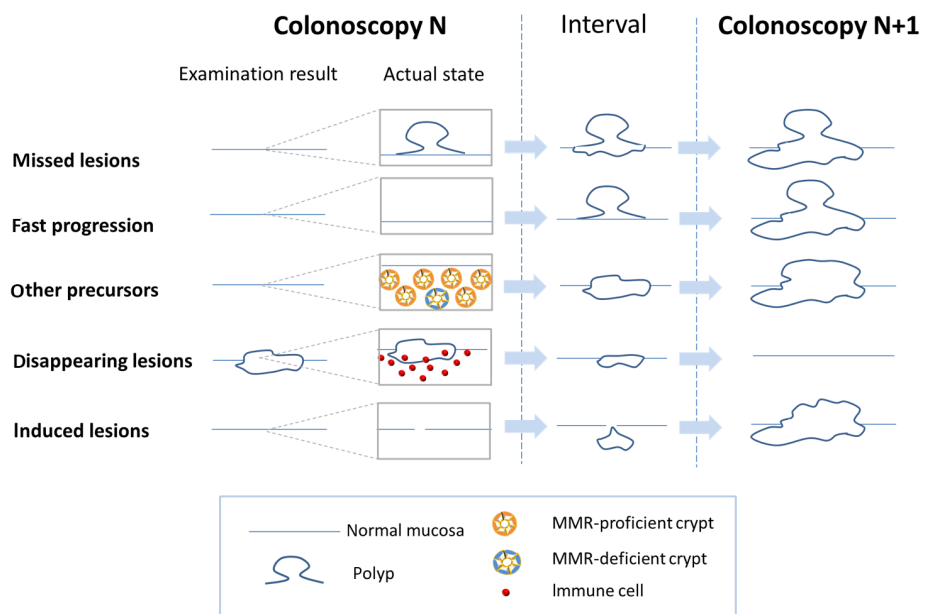 Colonoscopy N
Interval
Colonoscopy N+1
Examination result
Actual state
Missed lesions
Fast progression
Other precursors
Disappearing lesions
Induced lesions
Normal mucosa
MMR-proficient crypt
Polyp
MMR-deficient crypt
Immune cell